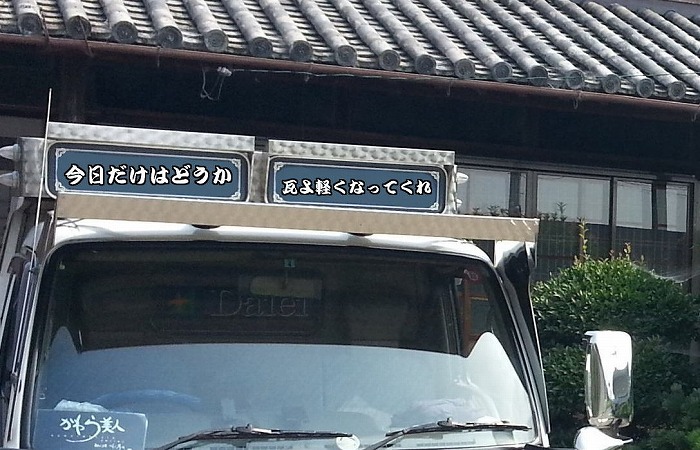 今日だけはどうか
瓦よ軽くなってくれ
Daiei
かわら美人